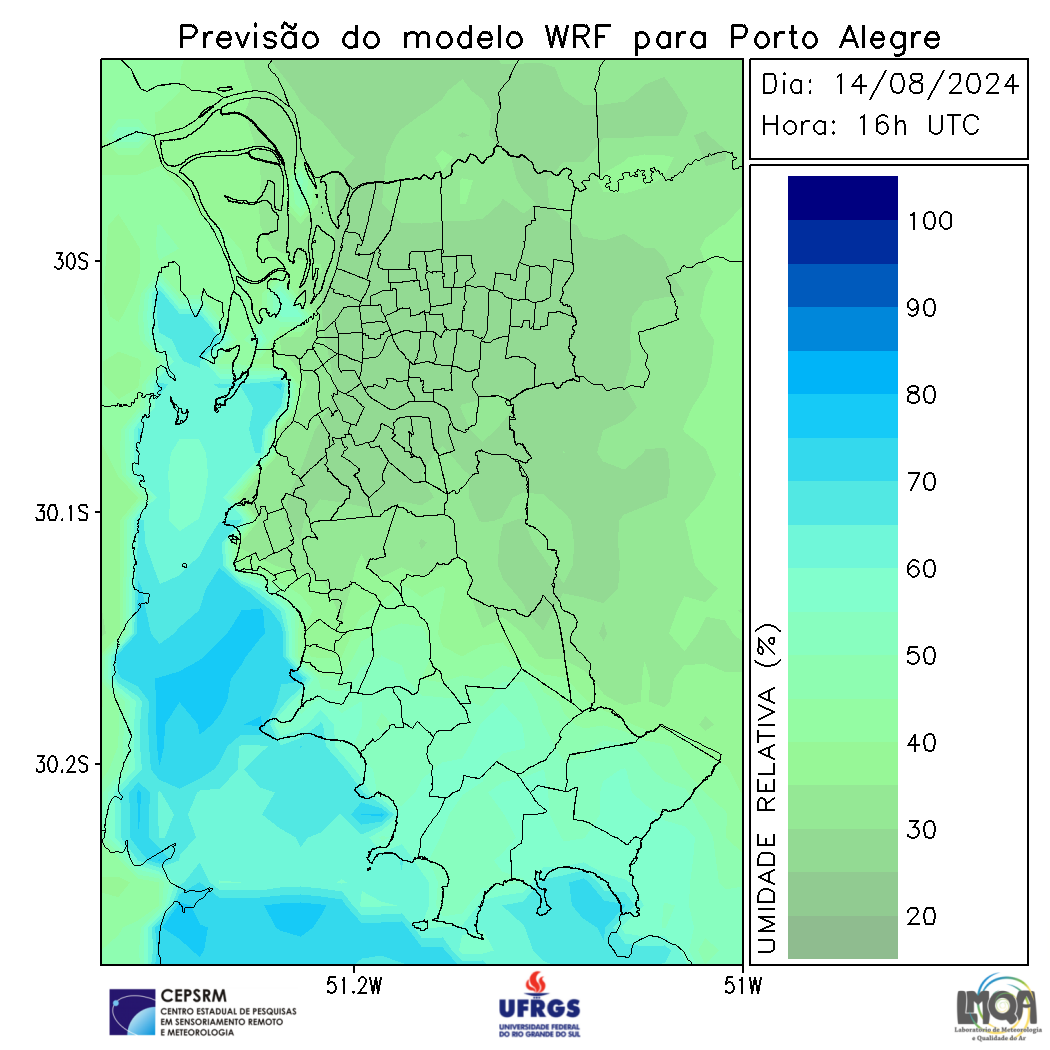 Previsão do modelo WRF para Porto Alegre
Dia: 14/08/2024
Hora: 16h UTC
30S
30.1S
30.2S
51.2W
51W
100
90
80
70
60
50
40
30
20
UMIDADE RELATIVA (%)
CEPSRM
CENTRO ESTADUAL DE PESQUISAS
EM SENSORIAMENTO REMOTO
E METEOROLOGIA
UFRGS
UNIVERSIDADE FEDERAL
DO RIO GRANDE DO SUL
LMQA
Laboratório de Meteorologia
e Qualidade do Ar